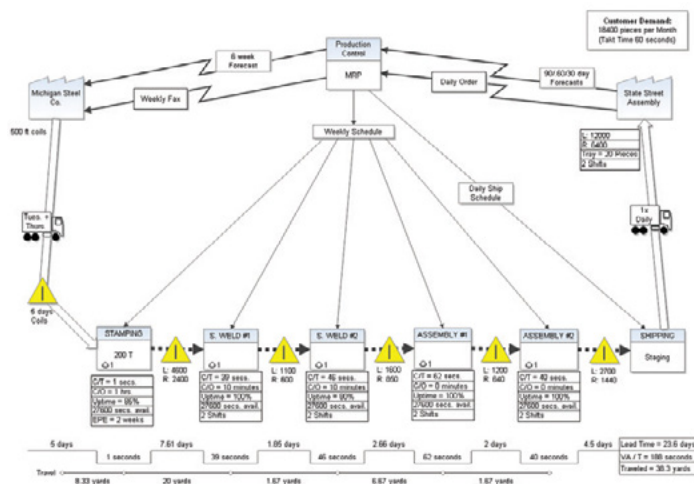 Customer Demand:
18400 pieces per Month
(Takt Time 60 seconds)
Production
Control
MRP
6 week
Forecast
Weekly Fax
90/60/30 day
Forecasts
Daily Order
Michigan Steel
Co.
State Street
Assembly
500 ft coils
Weekly Schedule
L: 12000
R: 6400
Tray = 20 Pieces
2 Shifts
Daily Ship
Schedule
Tues. +
Thurs
1x
Daily
6 days
Coils
STAMPING
200 T
1
C/T = 1 secs.
C/O = 1 hrs.
Uptime = 85%
27600 secs. avail.
EPE = 2 weeks
L: 4600
R: 2400
S. WELD #1
1
C/T = 39 secs.
C/O = 10 minutes
Uptime = 100%
27600 secs. avail.
2 Shifts
L: 1100
R: 600
S. WELD #2
1
C/T = 46 secs.
C/O = 10 minutes
Uptime = 80%
27600 secs. avail.
2 Shifts
L: 1600
R: 850
ASSEMBLY #1
1
C/T = 62 secs.
C/O = 0 minutes
Uptime = 100%
27600 secs. avail.
2 Shifts
L: 1200
R: 640
ASSEMBLY #2
1
C/T = 40 secs.
C/O = 0 minutes
Uptime = 100%
27600 secs. avail.
2 Shifts
L: 2700
R: 1440
SHIPPING
Staging
5 days
7.61 days
1.85 days
2.66 days
2 days
4.5 days
1 seconds
39 seconds
46 seconds
62 seconds
40 seconds
Lead Time = 23.6 days
VA / T = 188 seconds
Traveled = 38.3 yards
Travel
8.33 yards
20 yards
1.67 yards
6.67 yards
1.67 yards